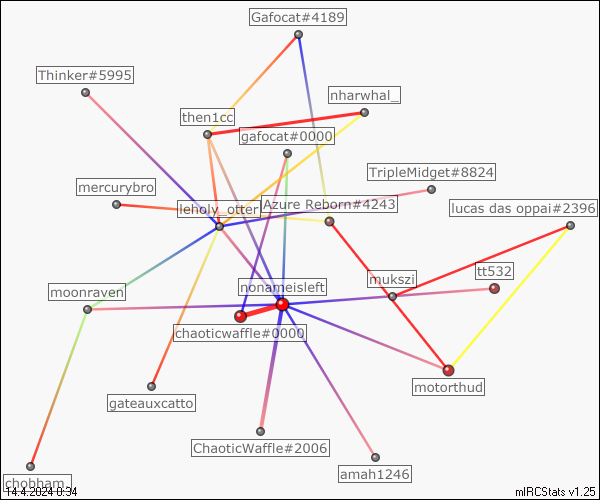 Gafocat#4189
Thinker#5995
nharwhal_
then1cc
gafocat#0000
TripleMidget#8824
mercurybro
leholy_otter
Azure Reborn#4243
lucas das oppai#2396
tt532
mukszi
nonameisleft
moonraven
chaoticwaffle#0000
motorthud
gateauxcatto
ChaoticWaffle#2006
amah1246
chobham_
14.4.2024 0:34
mIRCStats v1.25